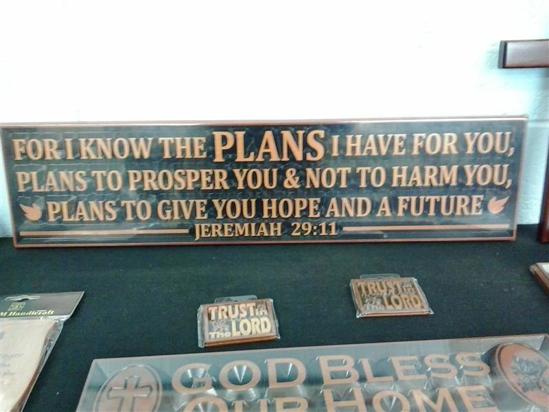 FOR I KNOW THE PLANS I HAVE FOR YOU,
PLANS TO PROSPER YOU & NOT TO HARM YOU,
PLANS TO GIVE YOU HOPE AND A FUTURE
JEREMIAH 29:11
TRUST in
The LORD
TRUST in
The LORD
Handicraft
GOD BLESS
OUR HOME